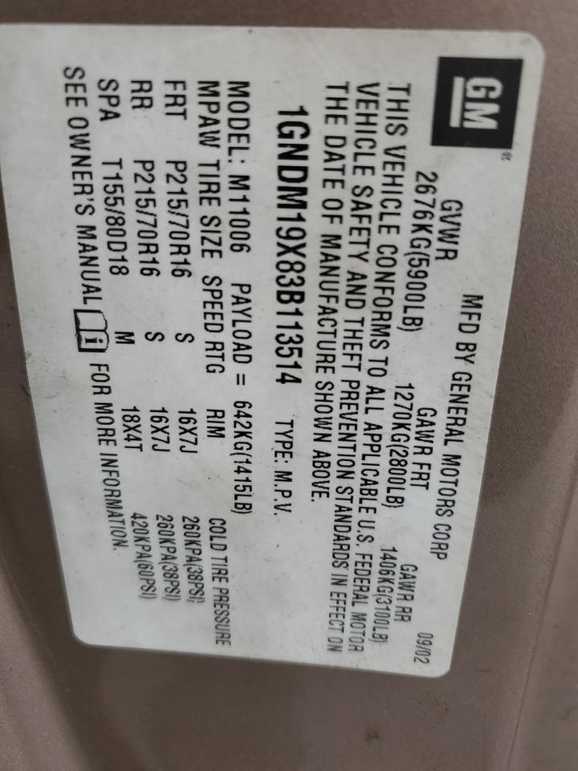 GM®
MFD BY GENERAL MOTORS CORP 09/02
GVWR GAWR FRT GAWR RR
2676KG(5900LB) 1270KG(2800LB) 1406KG(3100LB)
THIS VEHICLE CONFORMS TO ALL APPLICABLE U.S. FEDERAL MOTOR
VEHICLE SAFETY AND THEFT PREVENTION STANDARDS IN EFFECT ON
THE DATE OF MANUFACTURE SHOWN ABOVE.
1GNDM19X83B113514 TYPE: M.P.V.
MODEL: M11006 PAYLOAD = 642KG(1415LB)
MPAW TIRE SIZE SPEED RTG RIM COLD TIRE PRESSURE
FRT P215/70R16 S 16X7J 260KPA(38PSI)
RR P215/70R16 S 16X7J 260KPA(38PSI)
SPA T155/80D18 M 18X4T 420KPA(60PSI)
SEE OWNER'S MANUAL FOR MORE INFORMATION.